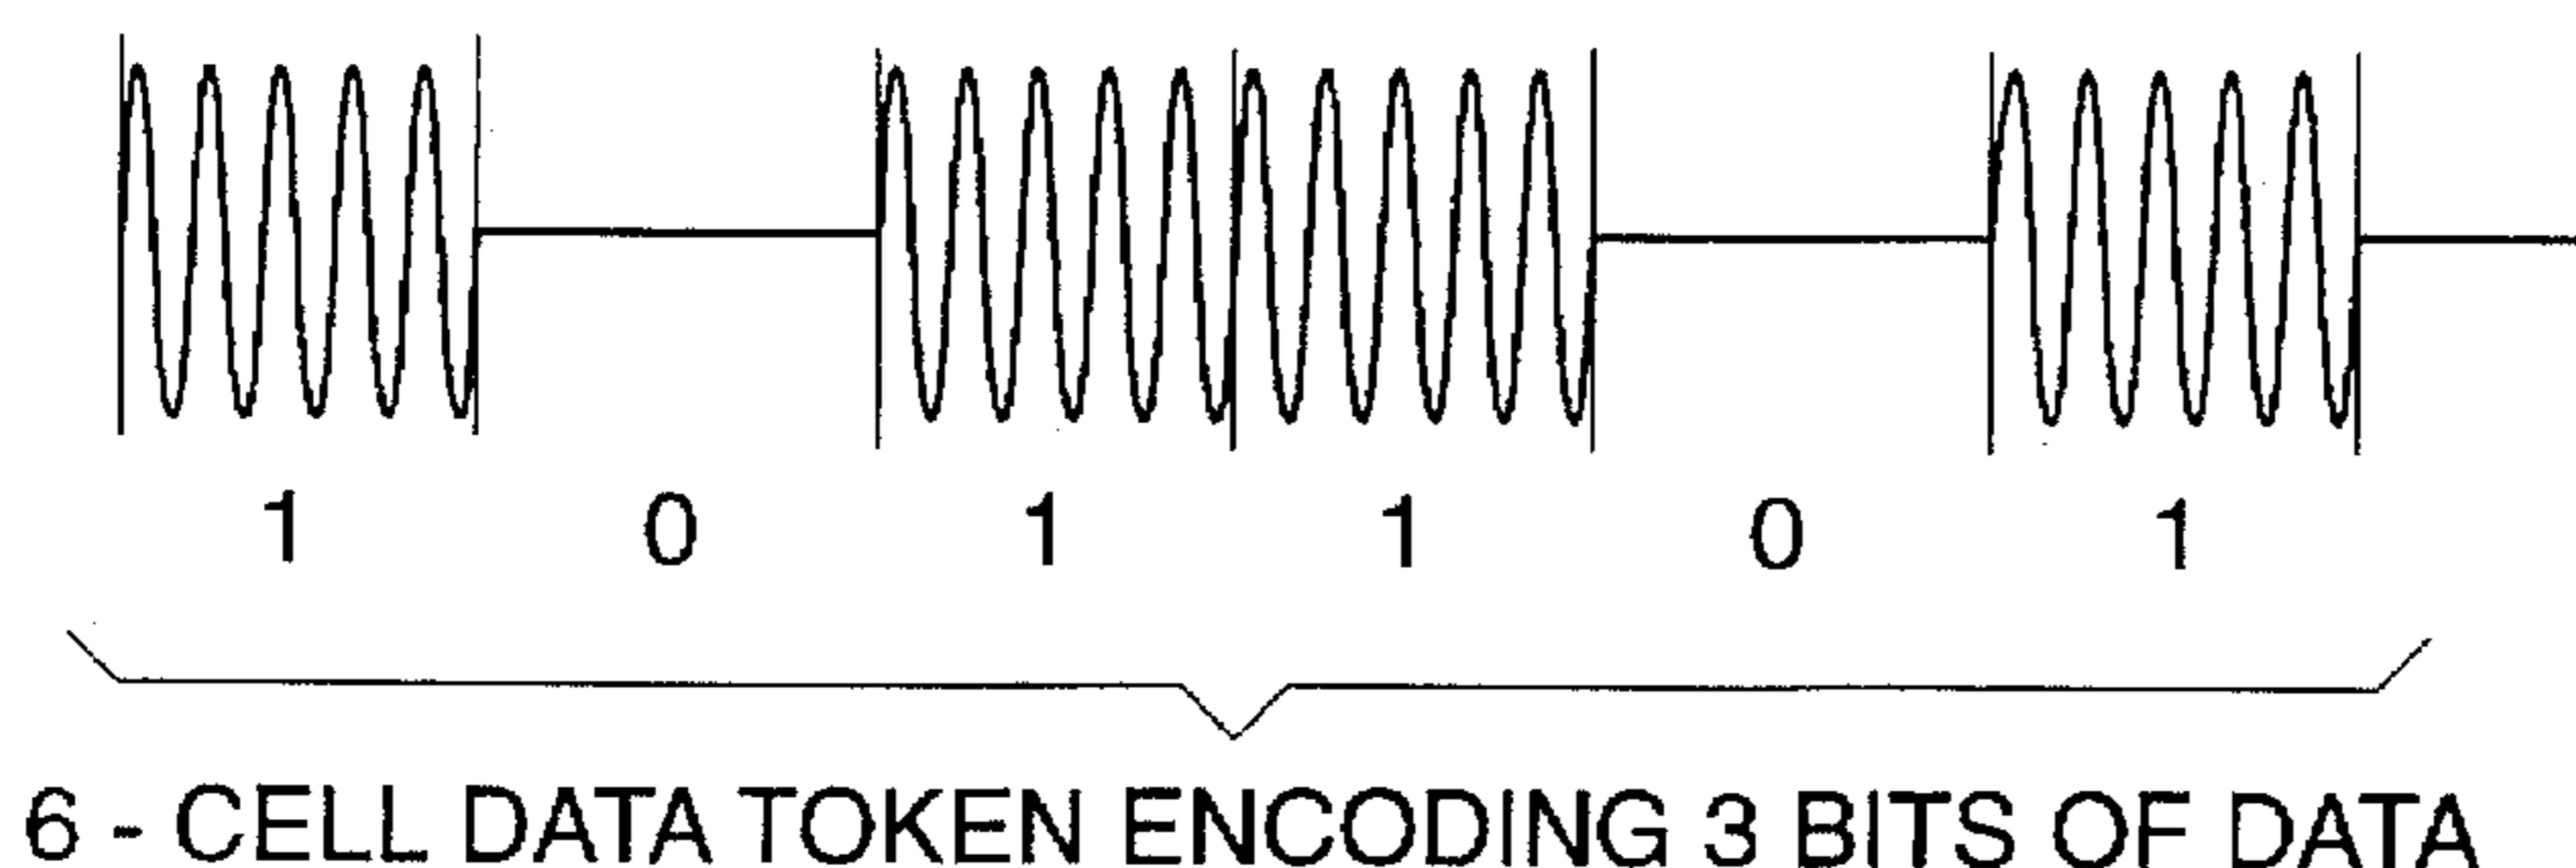 1 0 1 1 0 1
6 - CELL DATA TOKEN ENCODING 3 BITS OF DATA